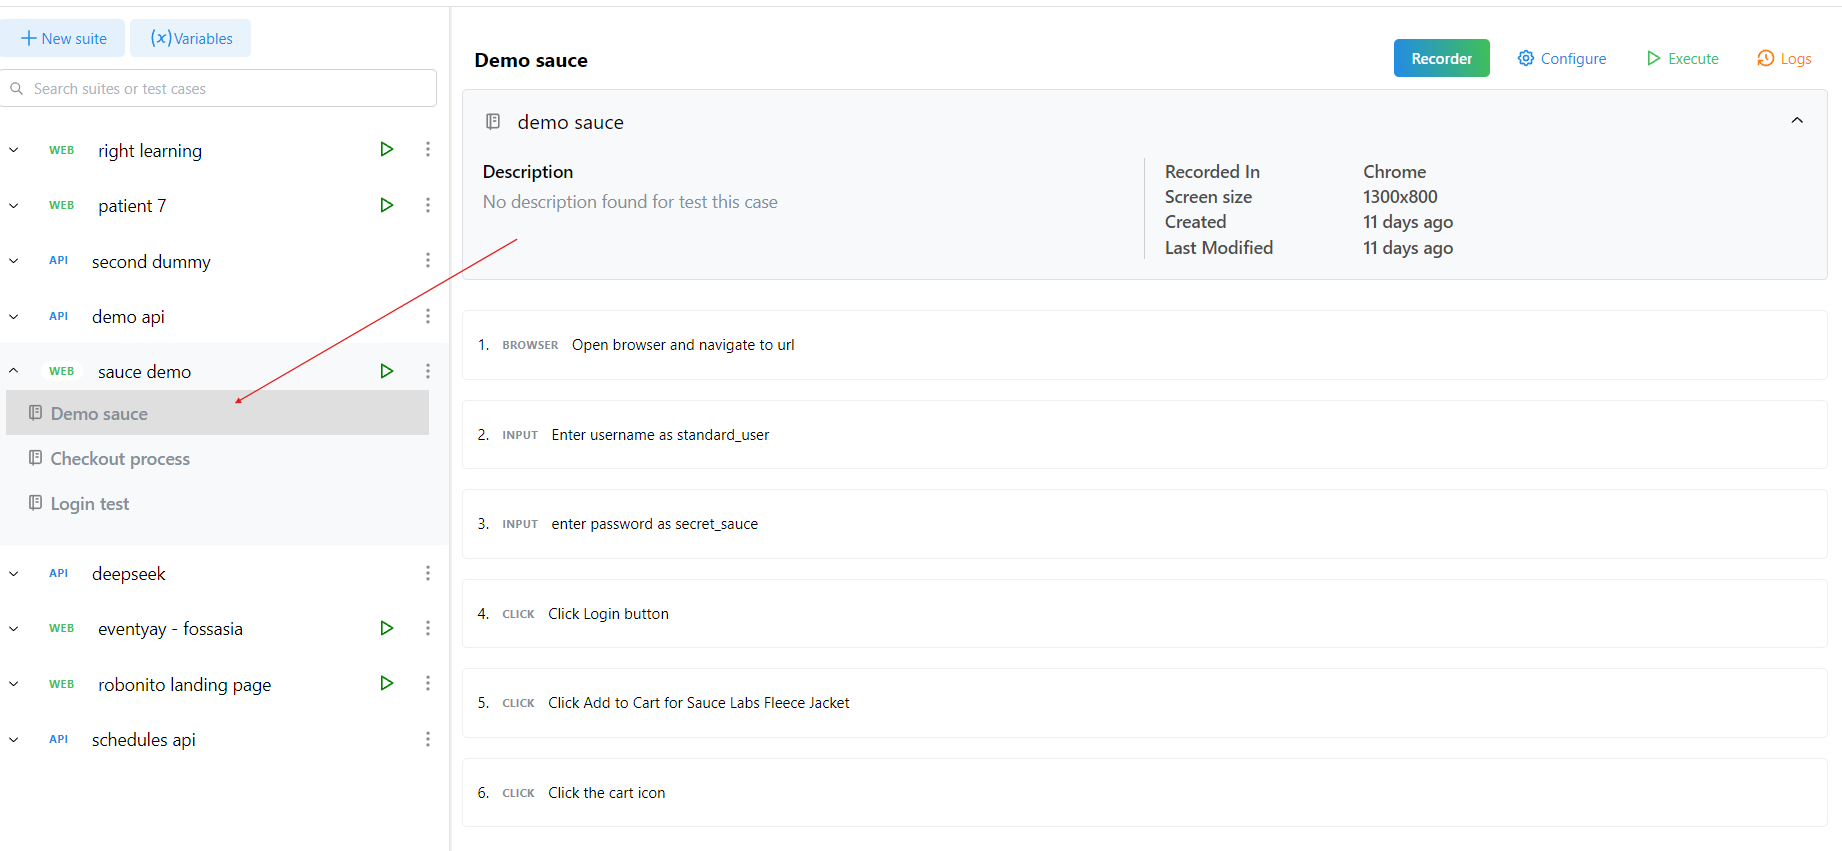 New suite
(x)Variables
Search suites or test cases
WEB right learning
WEB patient 7
API second dummy
API demo api
WEB sauce demo
Demo sauce
Checkout process
Login test
API deepseek
WEB eventyay - fossasia
WEB robonito landing page
API schedules api
Demo sauce
Recorder
Configure
Execute
Logs
demo sauce
Description
No description found for test this case
Recorded In Chrome
Screen size 1300x800
Created 11 days ago
Last Modified 11 days ago
1. BROWSER Open browser and navigate to url
2. INPUT Enter username as standard_user
3. INPUT enter password as secret_sauce
4. CLICK Click Login button
5. CLICK Click Add to Cart for Sauce Labs Fleece Jacket
6. CLICK Click the cart icon